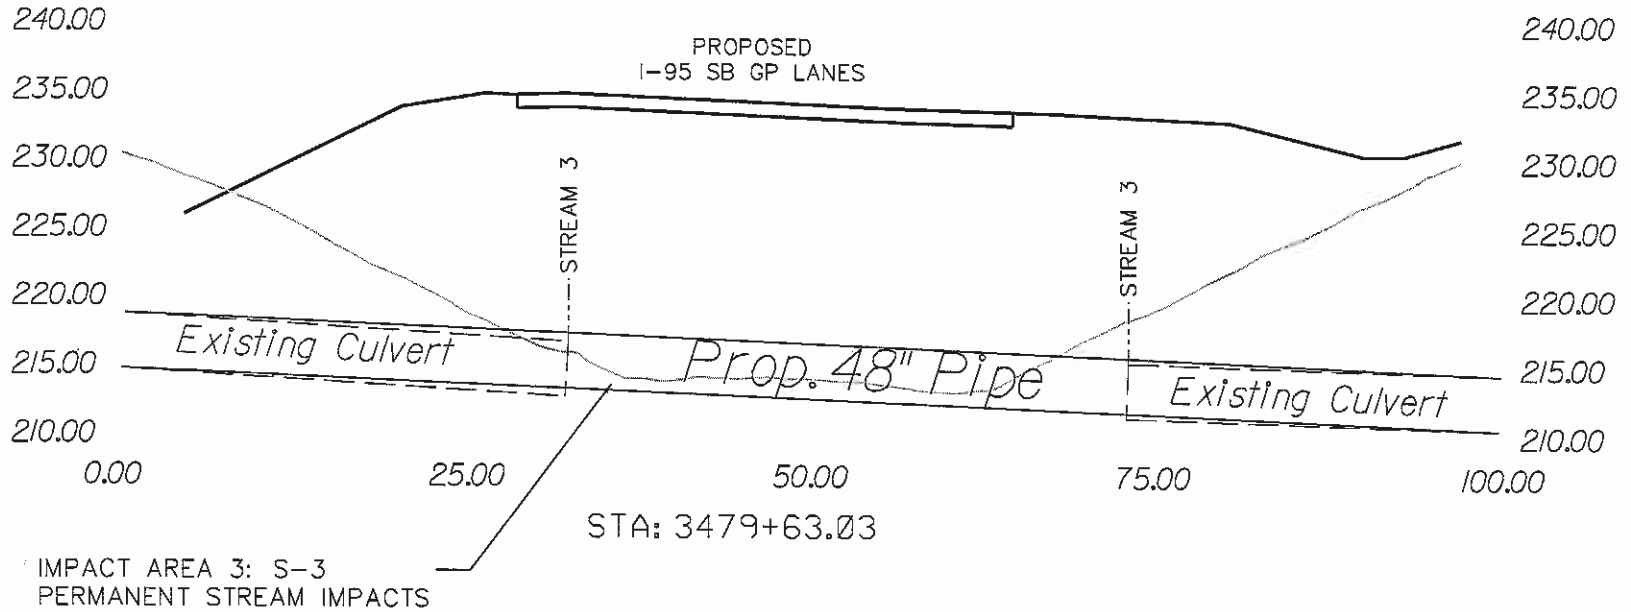 240.00
240.00
PROPOSED
I-95 SB GP LANES
235.00
235.00
230.00
230.00
STREAM 3
STREAM 3
225.00
225.00
220.00
220.00
Existing Culvert
Prop. 48" Pipe
Existing Culvert
215.00
215.00
210.00
210.00
0.00
25.00
50.00
75.00
100.00
STA: 3479+63.03
IMPACT AREA 3: S-3
PERMANENT STREAM IMPACTS